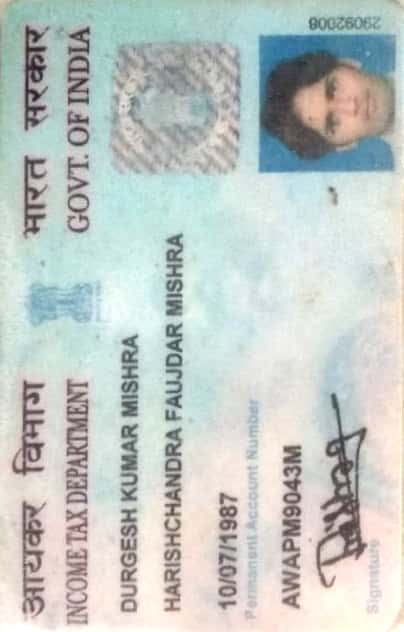 आयकर विभाग
भारत सरकार
INCOME TAX DEPARTMENT
GOVT. OF INDIA
DURGESH KUMAR MISHRA
HARISHCHANDRA FAUJDAR MISHRA
10/07/1987
Permanent Account Number
AWAPM9043M
Signature
29092008